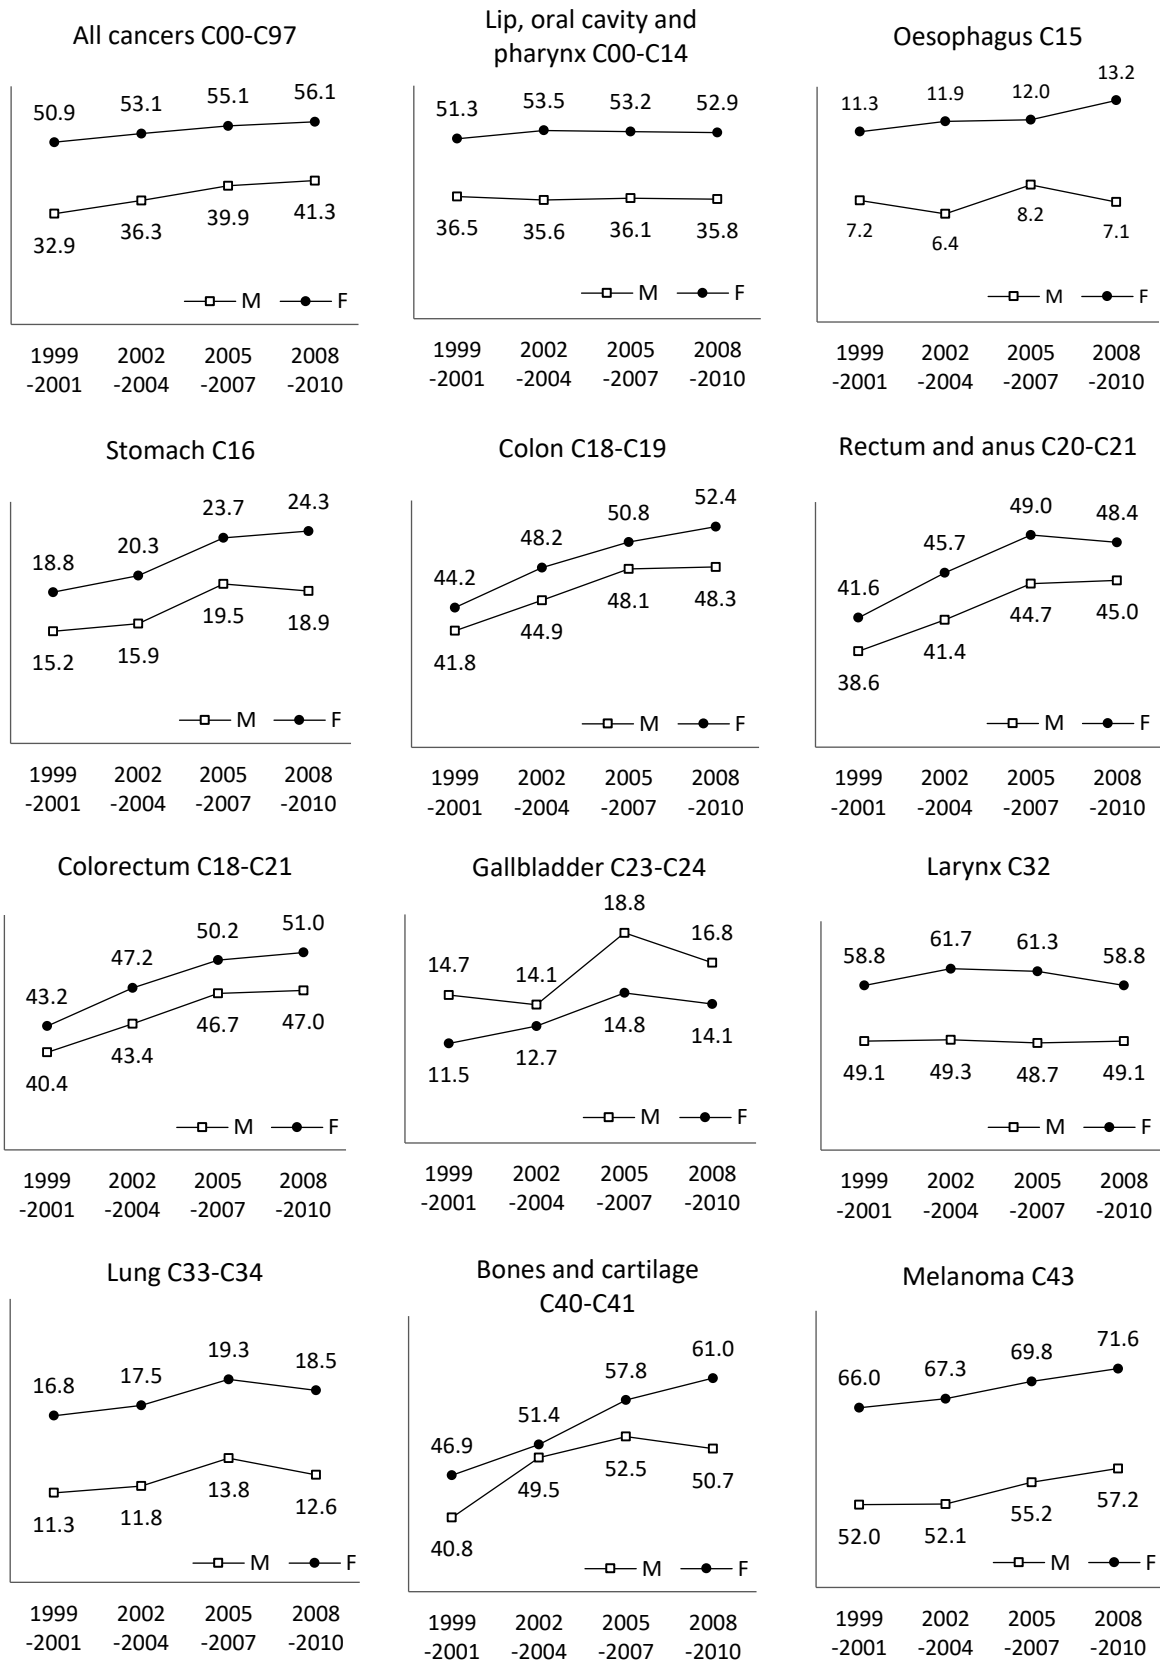 All cancers C00-C97
50.9
53.1
55.1
56.1
32.9
36.3
39.9
41.3
M F
1999 2002 2005 2008
-2001 -2004 -2007 -2010
Lip, oral cavity and
pharynx C00-C14
51.3
53.5
53.2
52.9
36.5
35.6
36.1
35.8
M F
1999 2002 2005 2008
-2001 -2004 -2007 -2010
Oesophagus C15
11.3
11.9
12.0
13.2
7.2
6.4
8.2
7.1
M F
1999 2002 2005 2008
-2001 -2004 -2007 -2010
Stomach C16
18.8
20.3
23.7
24.3
15.2
15.9
19.5
18.9
M F
1999 2002 2005 2008
-2001 -2004 -2007 -2010
Colon C18-C19
44.2
48.2
50.8
52.4
41.8
44.9
48.1
48.3
M F
1999 2002 2005 2008
-2001 -2004 -2007 -2010
Rectum and anus C20-C21
41.6
45.7
49.0
48.4
38.6
41.4
44.7
45.0
M F
1999 2002 2005 2008
-2001 -2004 -2007 -2010
Colorectum C18-C21
43.2
47.2
50.2
51.0
40.4
43.4
46.7
47.0
M F
1999 2002 2005 2008
-2001 -2004 -2007 -2010
Gallbladder C23-C24
14.7
14.1
18.8
16.8
11.5
12.7
14.8
14.1
M F
1999 2002 2005 2008
-2001 -2004 -2007 -2010
Larynx C32
58.8
61.7
61.3
58.8
49.1
49.3
48.7
49.1
M F
1999 2002 2005 2008
-2001 -2004 -2007 -2010
Lung C33-C34
16.8
17.5
19.3
18.5
11.3
11.8
13.8
12.6
M F
1999 2002 2005 2008
-2001 -2004 -2007 -2010
Bones and cartilage
C40-C41
46.9
51.4
57.8
61.0
40.8
49.5
52.5
50.7
M F
1999 2002 2005 2008
-2001 -2004 -2007 -2010
Melanoma C43
66.0
67.3
69.8
71.6
52.0
52.1
55.2
57.2
M F
1999 2002 2005 2008
-2001 -2004 -2007 -2010